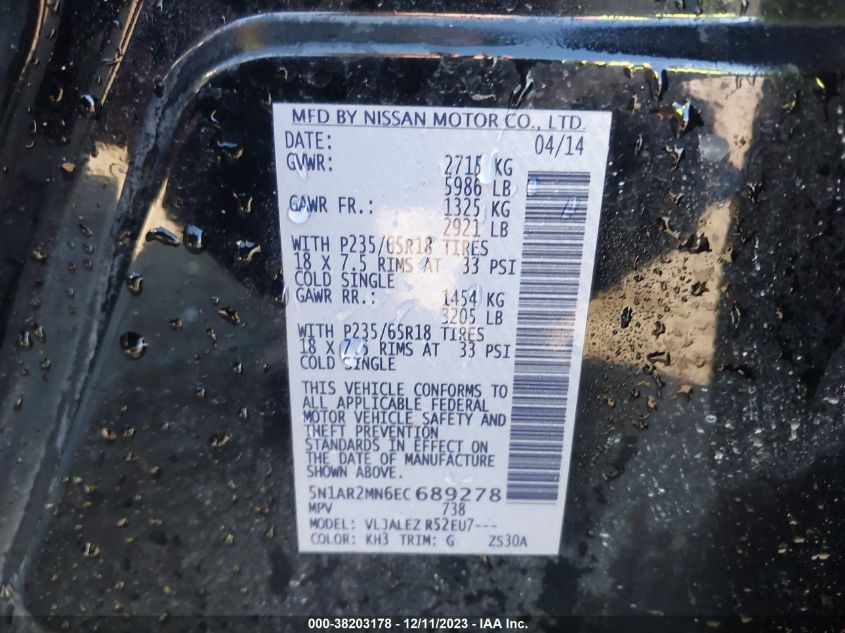 MFD BY NISSAN MOTOR CO., LTD.
DATE: 04/14
GVWR: 2715 KG
5986 LB
GAWR FR.: 1325 KG
2921 LB
WITH P235/65R18 TIRES
18 X 7.5 RIMS AT 33 PSI
COLD SINGLE
GAWR RR.: 1454 KG
3205 LB
WITH P235/65R18 TIRES
18 X 7.5 RIMS AT 33 PSI
COLD SINGLE
THIS VEHICLE CONFORMS TO
ALL APPLICABLE FEDERAL
MOTOR VEHICLE SAFETY AND
THEFT PREVENTION
STANDARDS IN EFFECT ON
THE DATE OF MANUFACTURE
SHOWN ABOVE.
5N1AR2MN6EC689278
MPV 738
MODEL: VLJALEZ R52EU7---
COLOR: KH3 TRIM: G ZS30A
000-38203178 - 12/11/2023 - IAA Inc.